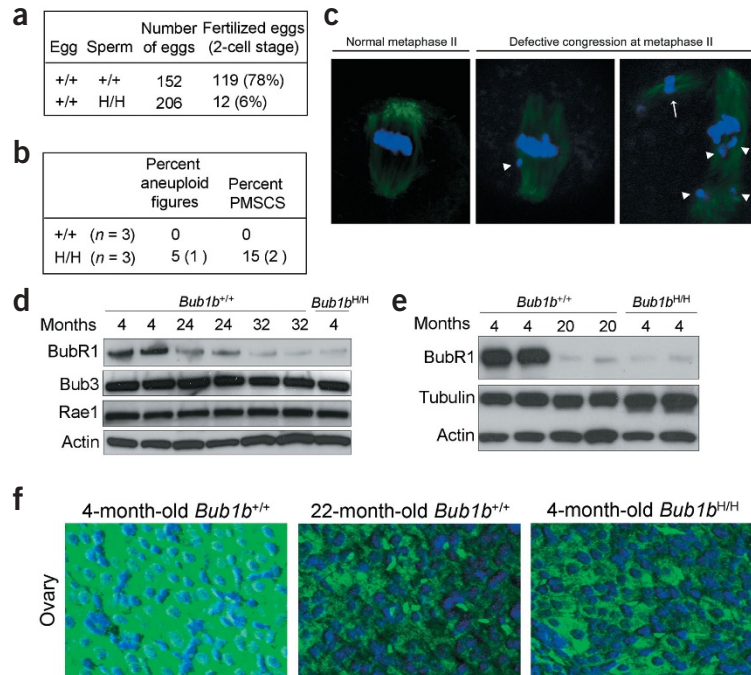 a
Egg Sperm Number of eggs Fertilized eggs (2-cell stage)
+/+ +/+ 152 119 (78%)
+/+ H/H 206 12 (6%)
b
Percent aneuploid figures Percent PMSCS
+/+ (n = 3) 0 0
H/H (n = 3) 5 (1) 15 (2)
c
Normal metaphase II Defective congression at metaphase II
d
Bub1b+/+ Bub1bH/H
Months 4 4 24 24 32 32 4
BubR1
Bub3
Rae1
Actin
e
Bub1b+/+ Bub1bH/H
Months 4 4 20 20 4 4
BubR1
Tubulin
Actin
f
4-month-old Bub1b+/+ 22-month-old Bub1b+/+ 4-month-old Bub1bH/H
Ovary